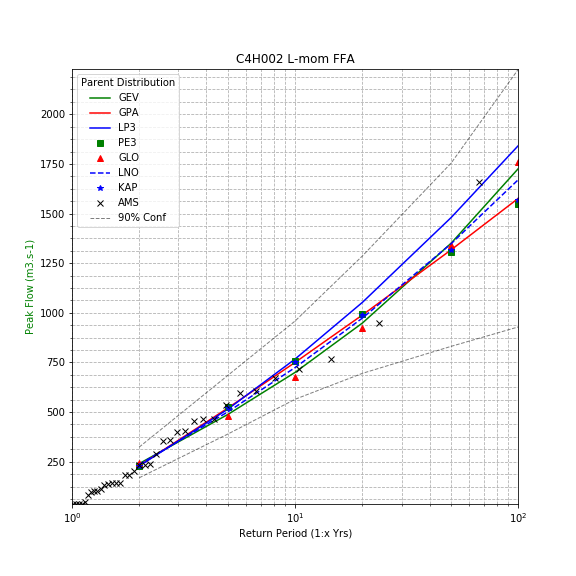 C4H002 L-mom FFA
Parent Distribution
GEV
GPA
LP3
PE3
GLO
LNO
KAP
AMS
90% Conf
2000
1750
1500
1250
1000
750
500
250
Peak Flow (m3.s-1)
10⁰ 10¹ 10²
Return Period (1:x Yrs)